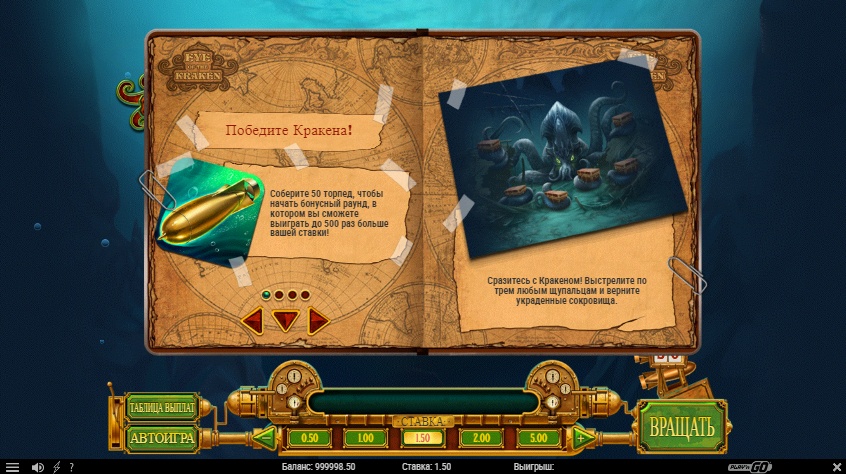 EYE
OF THE
KRAKEN
Победите Кракена!
Соберите 50 торпед, чтобы
начать бонусный раунд, в
котором вы сможете
выиграть до 500 раз больше
вашей ставки!
KEN
Сразитесь с Кракеном! Выстрелите по
трем любым щупальцам и верните
украденные сокровища.
ТАБЛИЦА ВЫПЛАТ
АВТОИГРА
СТАВКА
0.50 1.00 1.50 2.00 5.00
ВРАЩАТЬ
Баланс: 999998.50 Ставка: 1.50 Выигрыш:
PLAY'N GO